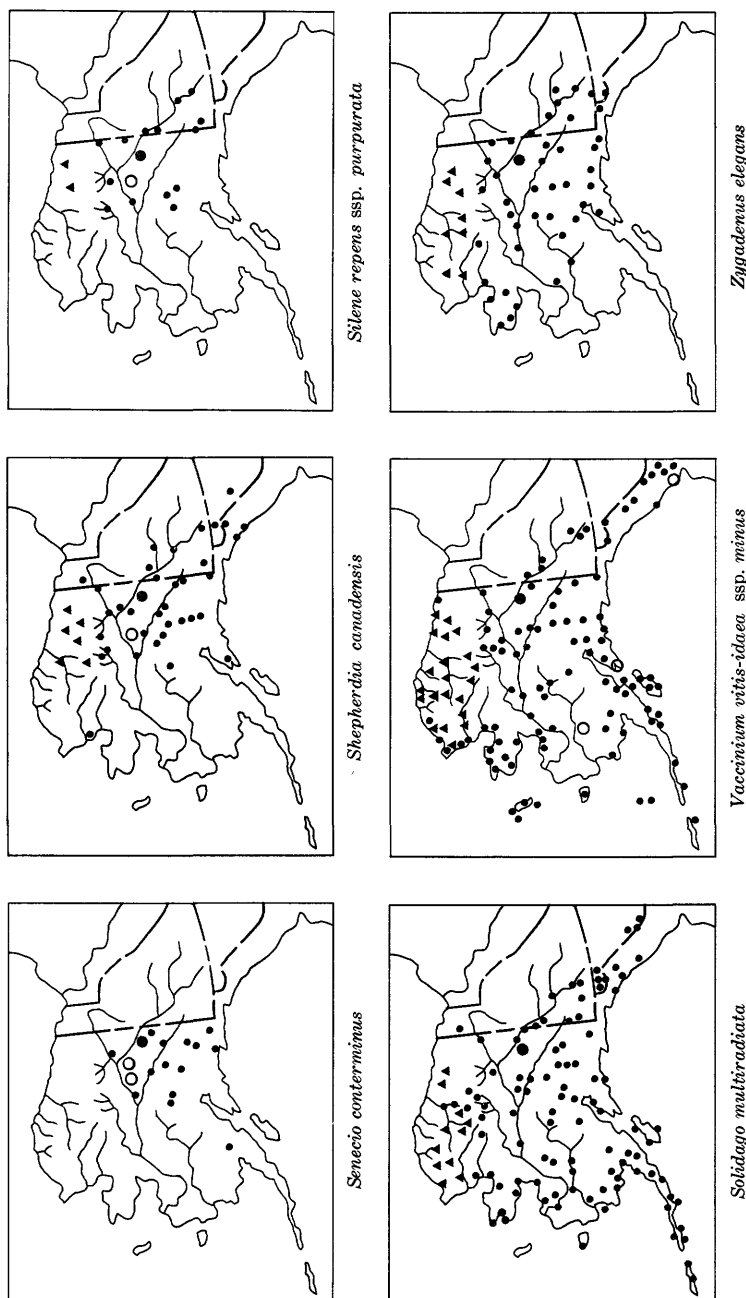 Senecio conterminus
Shepherdia canadensis
Silene repens ssp. purpurata
Solidago multiradiata
Vaccinium vitis-idaea ssp. minus
Zygadenus elegans